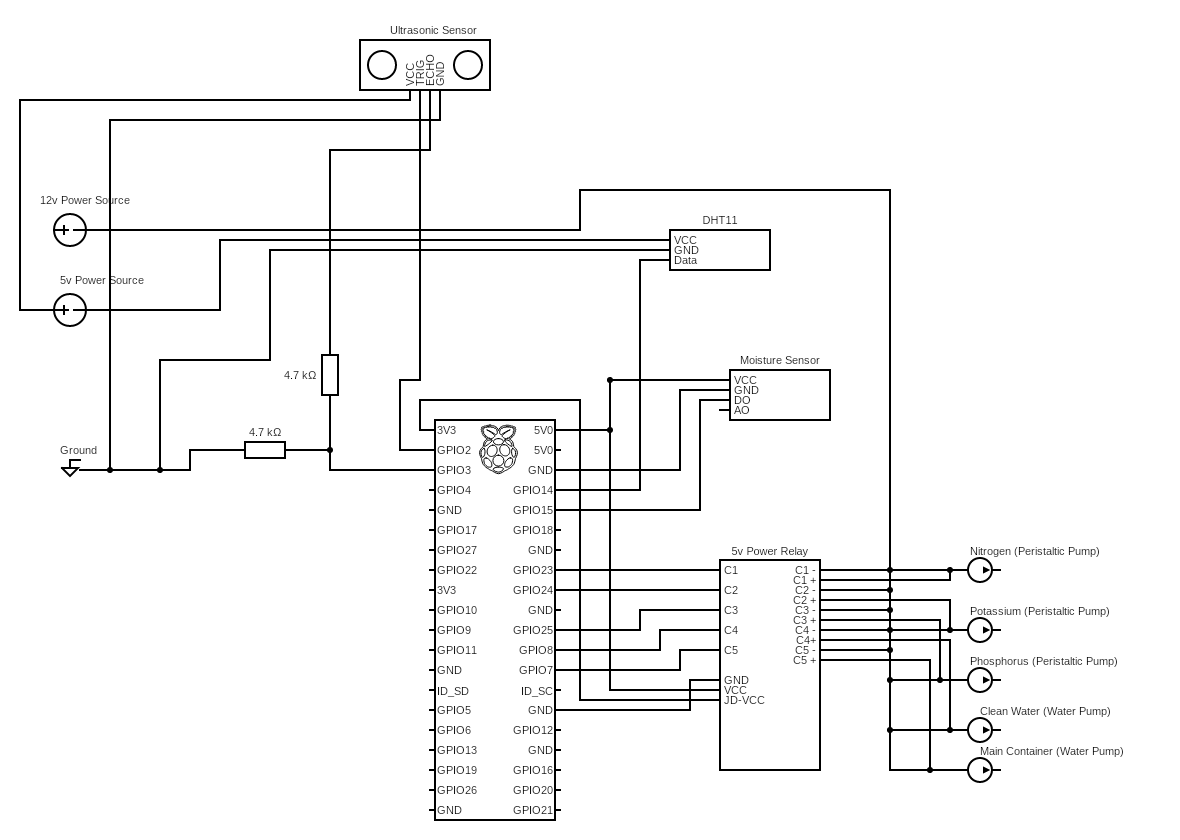 Ultrasonic Sensor
VCC
TRIG
ECHO
GND
12v Power Source
5v Power Source
DHT11
VCC
GND
Data
4.7 kΩ
4.7 kΩ
Ground
Moisture Sensor
VCC
GND
DO
AO
3V3 5V0
GPIO2 5V0
GPIO3 GND
GPIO4 GPIO14
GND GPIO15
GPIO17 GPIO18
GPIO27 GND
GPIO22 GPIO23
3V3 GPIO24
GPIO10 GND
GPIO9 GPIO25
GPIO11 GPIO8
GND GPIO7
ID_SD ID_SC
GPIO5 GND
GPIO6 GPIO12
GPIO13 GND
GPIO19 GPIO16
GPIO26 GPIO20
GND GPIO21
5v Power Relay
C1
C2
C3
C4
C5
GND
VCC
JD-VCC
C1 -
C1 +
C2 -
C2 +
C3 -
C3 +
C4 -
C4+
C5 -
C5 +
Nitrogen (Peristaltic Pump)
Potassium (Peristaltic Pump)
Phosphorus (Peristaltic Pump)
Clean Water (Water Pump)
Main Container (Water Pump)